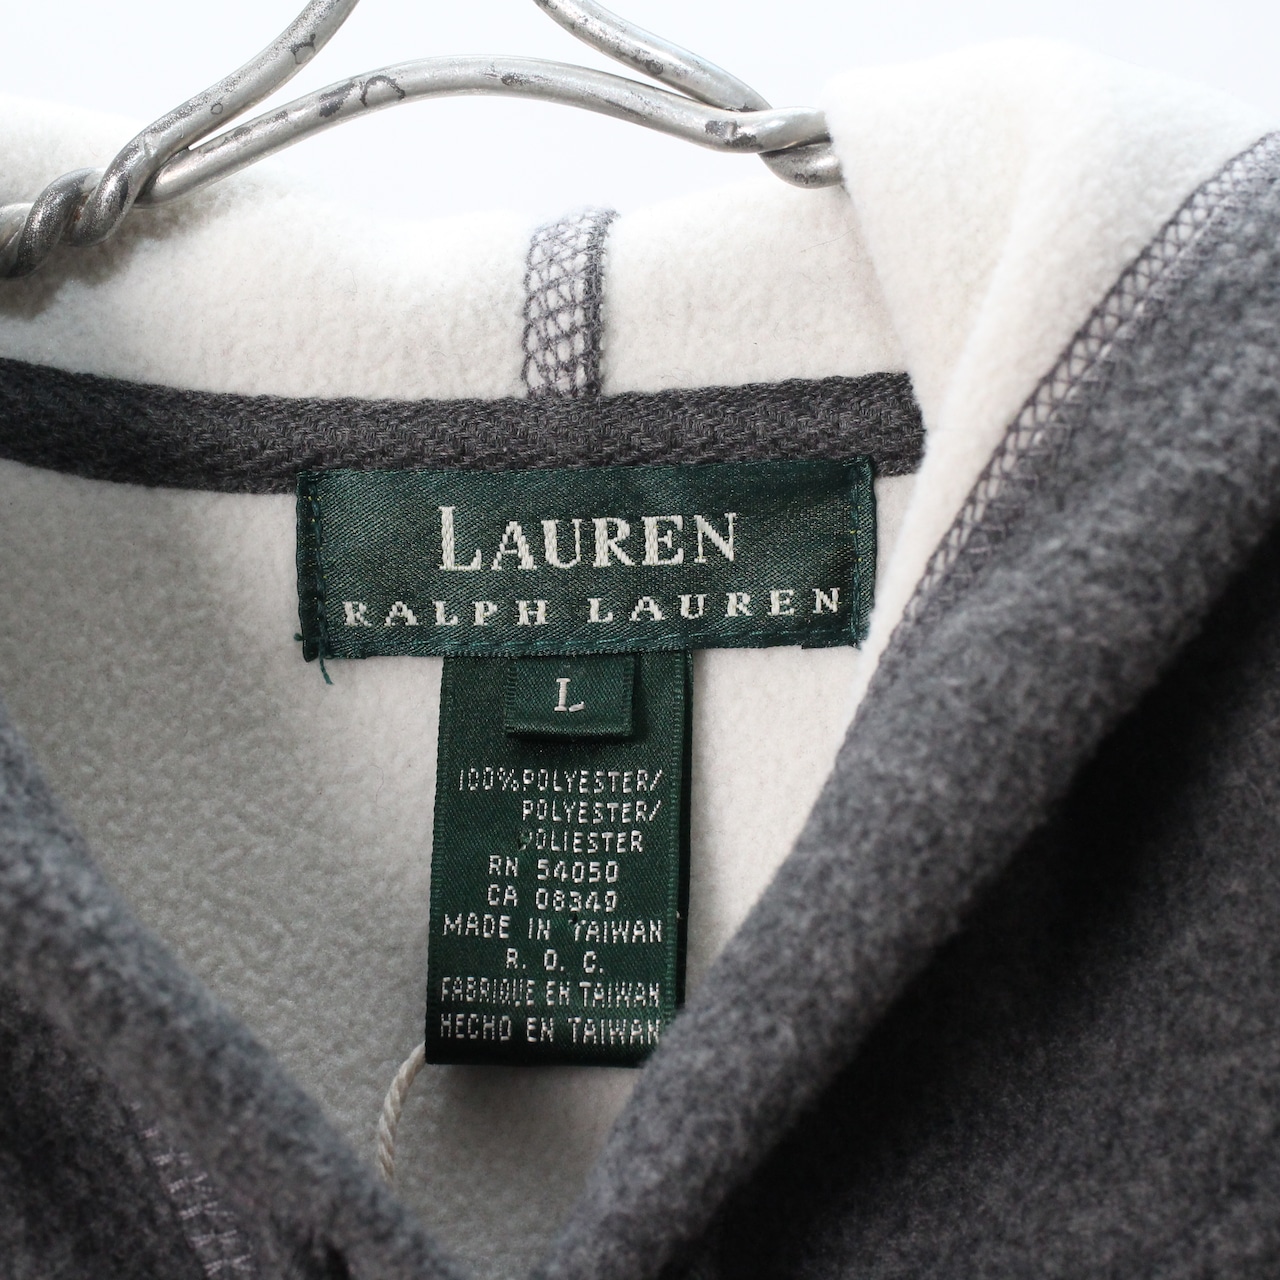 LAUREN
RALPH LAUREN
L
100%POLYESTER/
POLYESTER/
POLIESTER
RN 54050
CA 08349
MADE IN TAIWAN
R. O. C.
FABRIQUE EN TAIWAN
HECHO EN TAIWAN